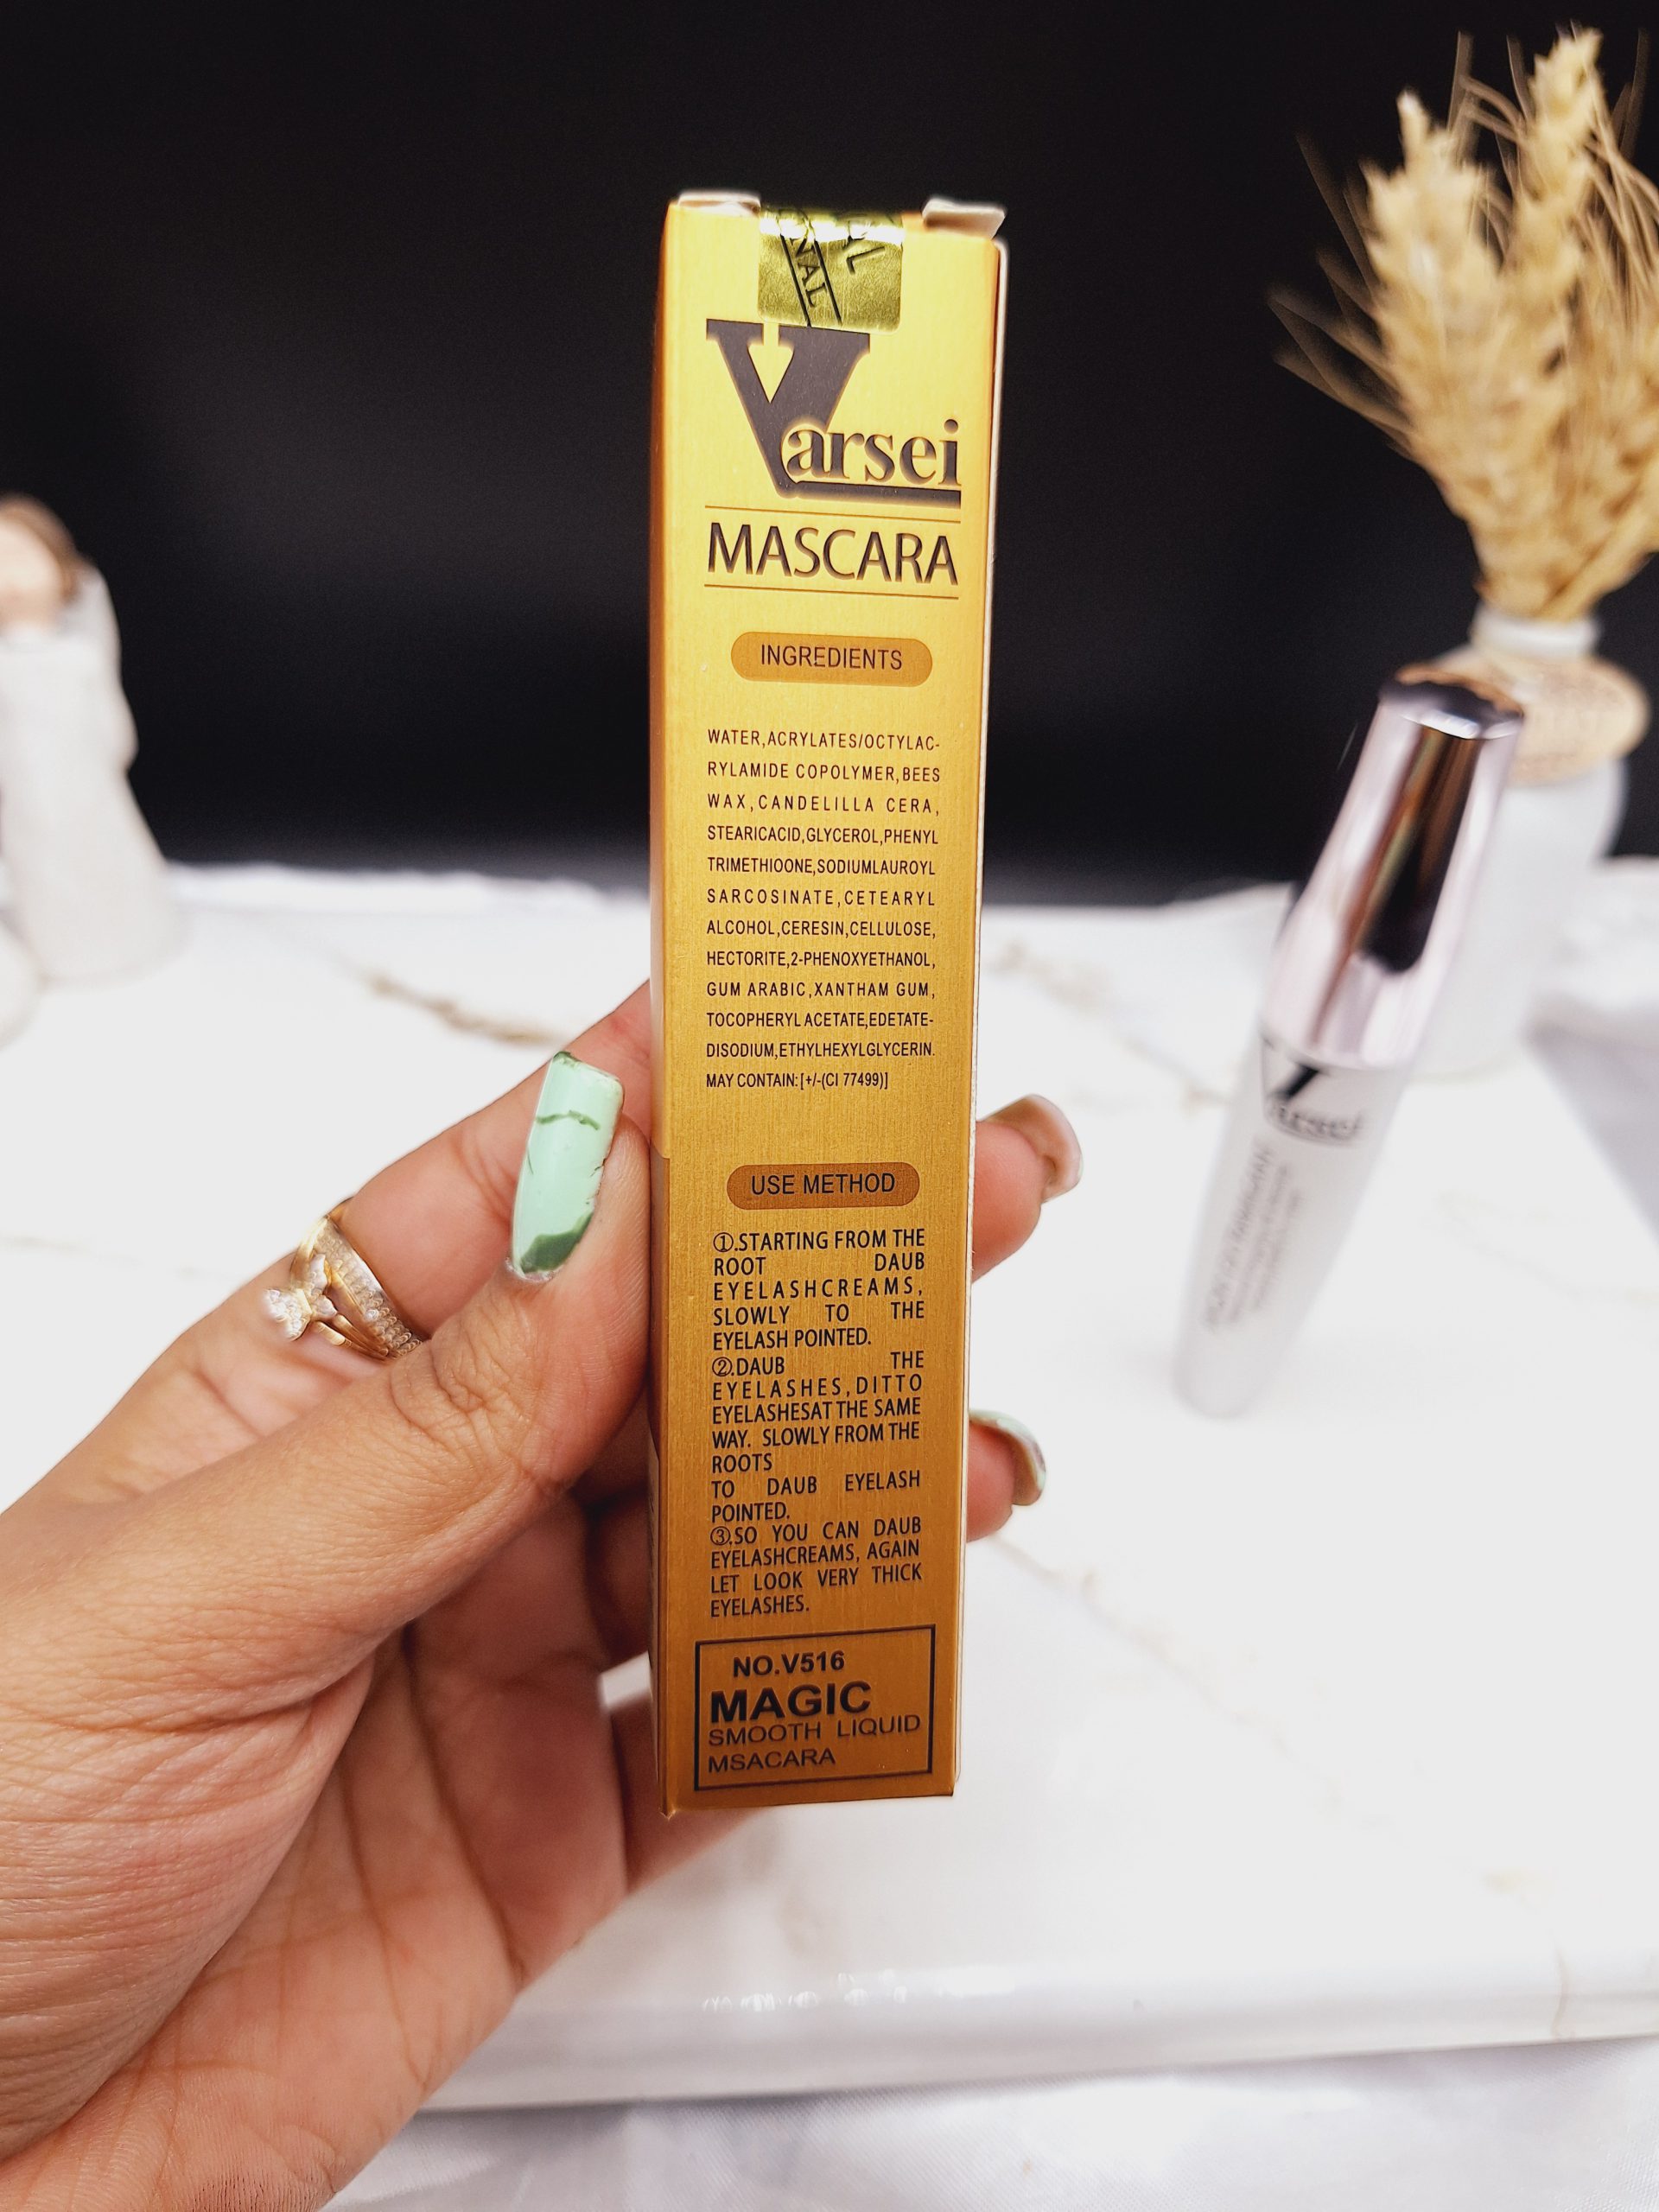 NAL
AL
Varsei
MASCARA
INGREDIENTS
WATER,ACRYLATES/OCTYLAC-
RYLAMIDE COPOLYMER,BEES
WAX,CANDELILLA CERA,
STEARICACID,GLYCEROL,PHENYL
TRIMETHIOONE,SODIUMLAUROYL
SARCOSINATE,CETEARYL
ALCOHOL,CERESIN,CELLULOSE,
HECTORITE,2-PHENOXYETHANOL,
GUM ARABIC,XANTHAM GUM,
TOCOPHERYL ACETATE,EDETATE-
DISODIUM,ETHYLHEXYLGLYCERIN.
MAY CONTAIN:[+/-(CI 77499)]
USE METHOD
①.STARTING FROM THE
ROOT DAUB
EYELASHCREAMS,
SLOWLY TO THE
EYELASH POINTED.
②.DAUB THE
EYELASHES,DITTO
EYELASHESAT THE SAME
WAY. SLOWLY FROM THE
ROOTS
TO DAUB EYELASH
POINTED.
③.SO YOU CAN DAUB
EYELASHCREAMS, AGAIN
LET LOOK VERY THICK
EYELASHES.
NO.V516
MAGIC
SMOOTH LIQUID
MSACARA
Varsei